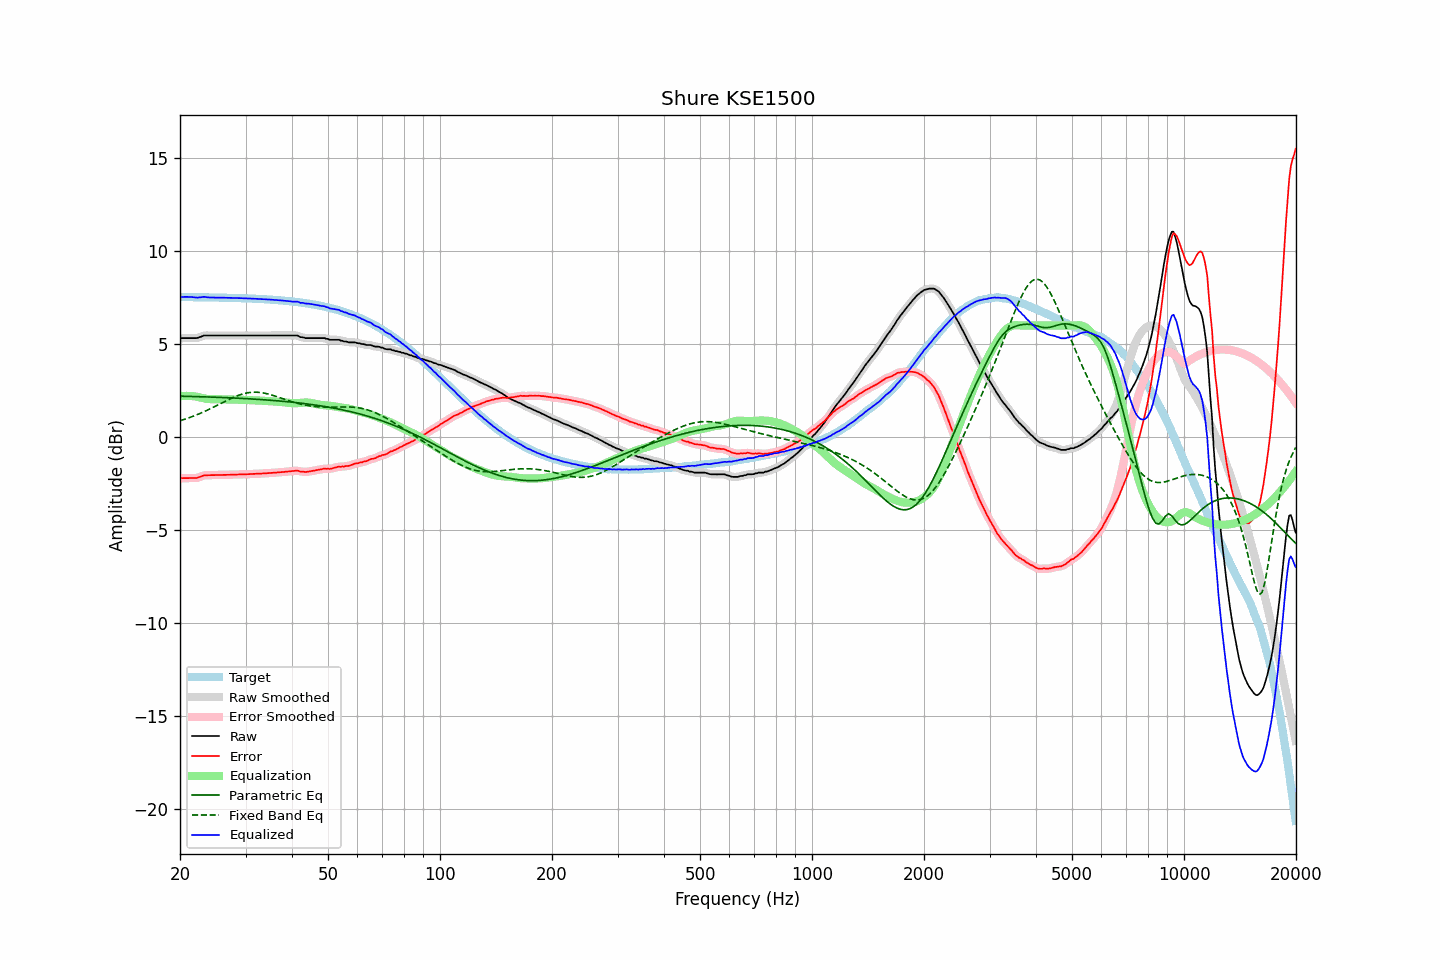 Shure KSE1500
Amplitude (dBr)
15
10
5
0
−5
−10
−15
−20
Target
Raw Smoothed
Error Smoothed
Raw
Error
Equalization
Parametric Eq
Fixed Band Eq
Equalized
20
50
100
200
500
1000
2000
5000
10000
20000
Frequency (Hz)